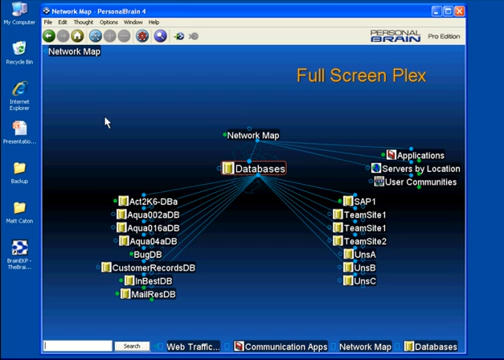 Network Map - PersonalBrain 4
File Edit Thought Options Window Help
PERSONAL BRAIN Pro Edition
Network Map
Full Screen Plex
My Computer
Recycle Bin
Internet Explorer
Presentatio...
Backup
Matt Caton
BrainEKP - TheBrai...
Network Map
Databases
Applications
Servers by Location
User Communities
Act2K6-DBa
Aqua002aDB
Aqua016aDB
Aqua04aDB
BugDB
CustomerRecordsDB
InBestDB
MailResDB
SAP1
TeamSite1
TeamSite1
TeamSite2
UnsA
UnsB
UnsC
Search
Web Traffic... Communication Apps Network Map Databases